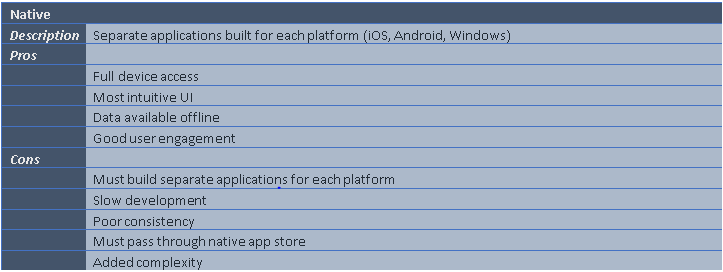 Native
Description Separate applications built for each platform (iOS, Android, Windows)
Pros
Full device access
Most intuitive UI
Data available offline
Good user engagement
Cons
Must build separate applications for each platform
Slow development
Poor consistency
Must pass through native app store
Added complexity